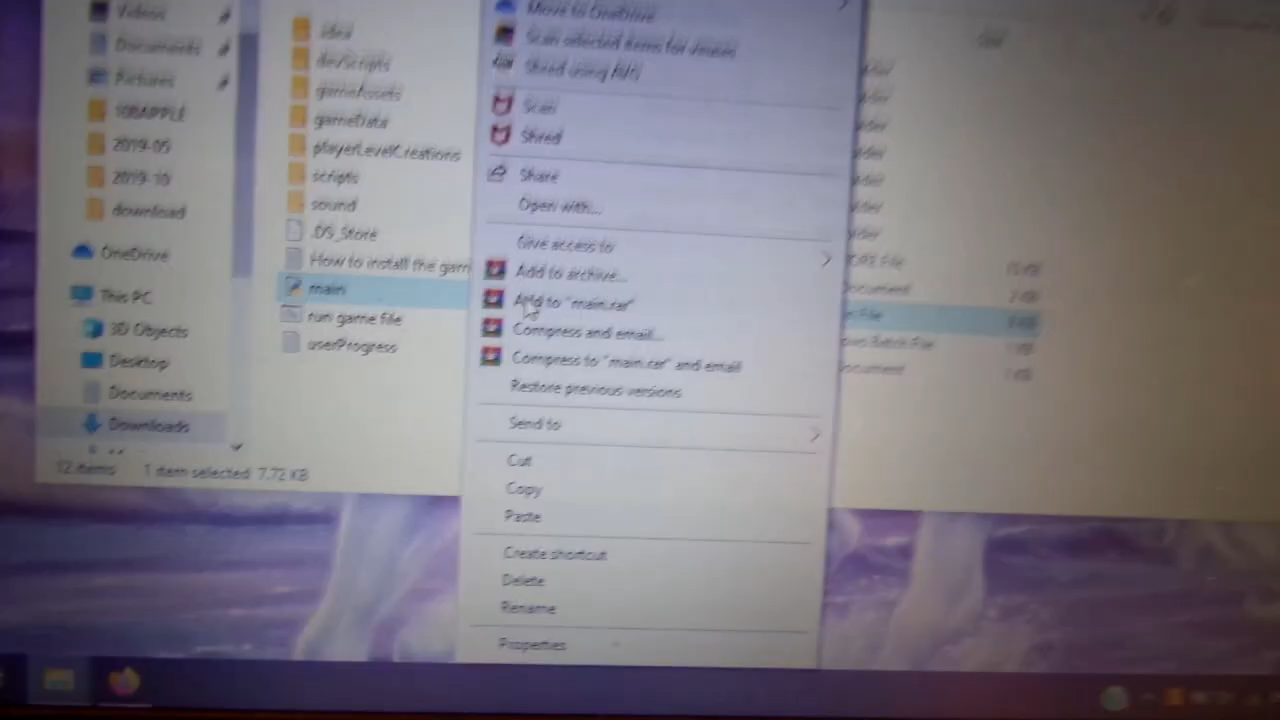 Videos
Documents
Pictures
108APPLE
2019-05
2019-10
download
OneDrive
This PC
3D Objects
Desktop
Documents
Downloads
12 items
1 item selected 7.72 KB
.idea
devScripts
gameAssets
gameData
playerLevelCreations
scripts
sound
.DS_Store
How to install the gam
main
run game file
userProgress
Move to OneDrive
Scan selected items for viruses
Shred using
Scan
Shred
Share
Open with...
Give access to
Add to archive...
Add to "main.rar"
Compress and email...
Compress to "main.rar" and email
Restore previous versions
Send to
Cut
Copy
Paste
Create shortcut
Delete
Rename
Properties